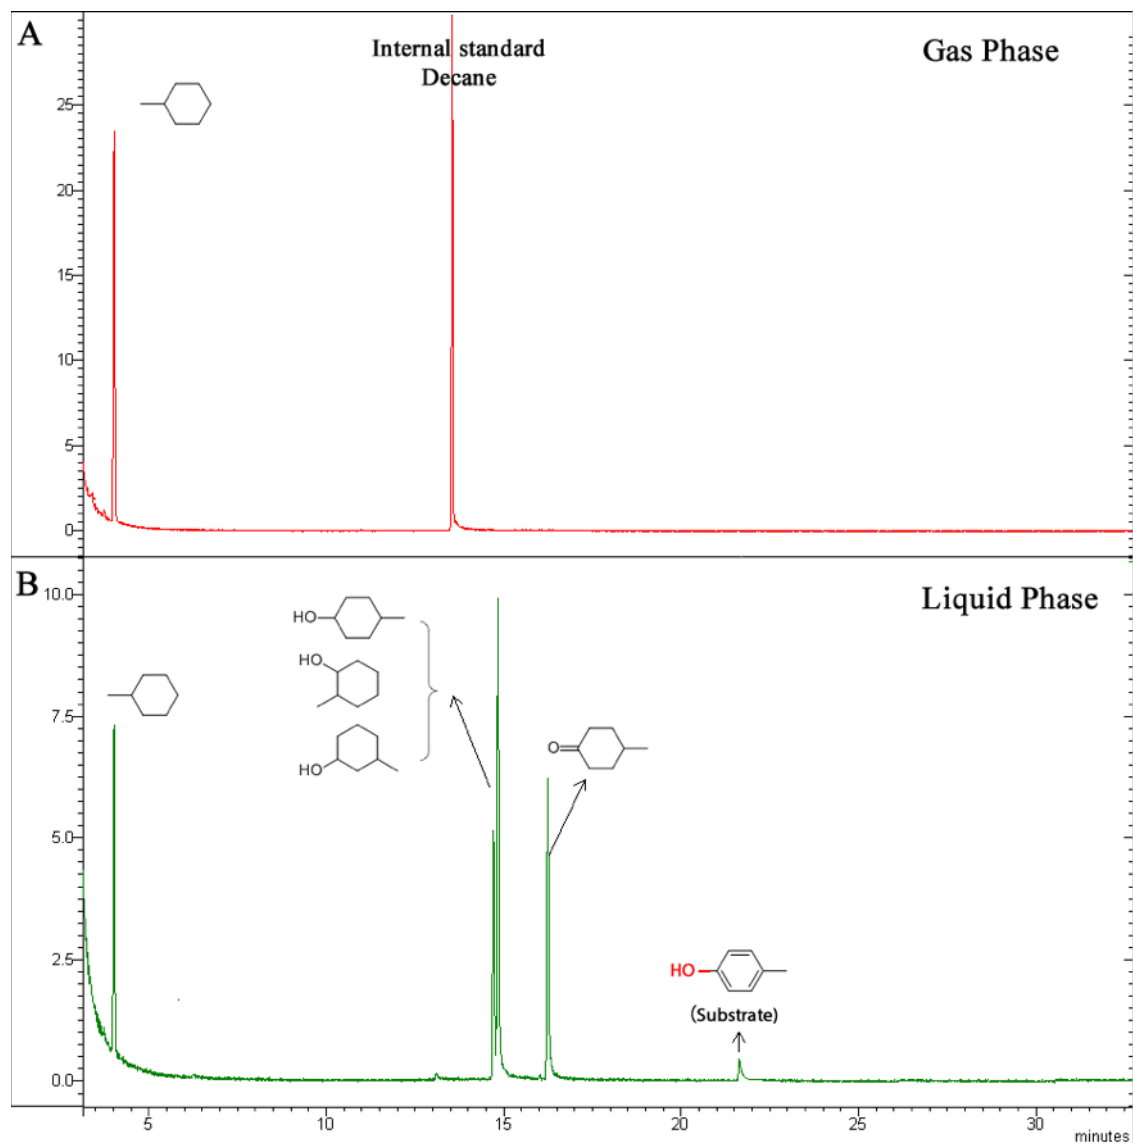 A
Internal standard
Decane
Gas Phase
25
20
15
10
5
0
B
Liquid Phase
10.0
HO
HO
HO
O
7.5
5.0
2.5
HO
(Substrate)
0.0
5
10
15
20
25
30
minutes